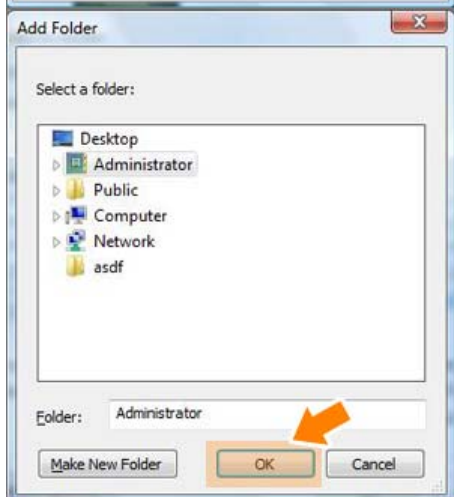 Add Folder
Select a folder:
Desktop
Administrator
Public
Computer
Network
asdf
Folder: Administrator
Make New Folder OK Cancel